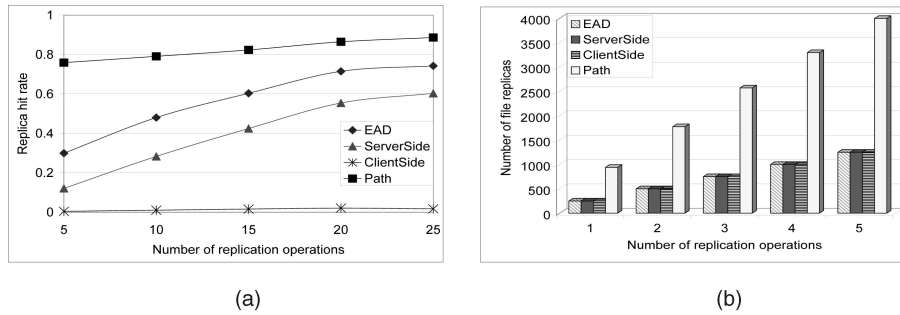 1
0.8
0.6
0.4
0.2
0
Replica hit rate
5 10 15 20 25
Number of replication operations
EAD
ServerSide
ClientSide
Path
(a)
4000
3500
3000
2500
2000
1500
1000
500
0
Number of file replicas
EAD
ServerSide
ClientSide
Path
1 2 3 4 5
Number of replication operations
(b)